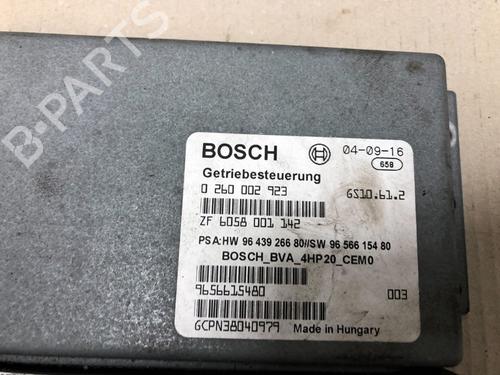 B-PARTS
BOSCH 04-09-16
658
Getriebesteuerung
0 260 002 923 GS10.61.2
ZF 6058 001 142
PSA:HW 96 439 266 80//SW 96 566 154 80
BOSCH_BVA_4HP20_CEM0
9656615480 003
GCPN38040979 Made in Hungary